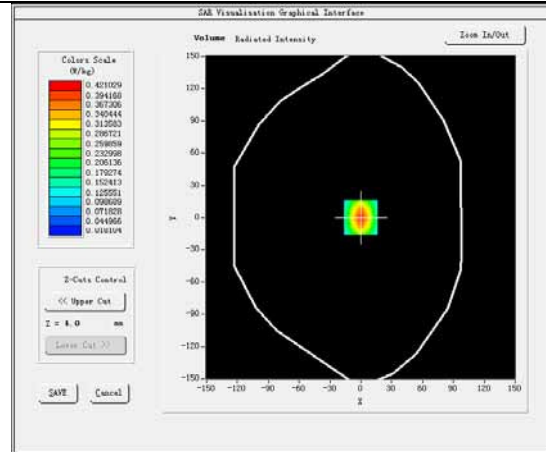 SAR Visualisation Graphical Interface
Volume Radiated Intensity
Zoom In/Out
Colors Scale
(W/kg)
0.421029
0.394168
0.367306
0.340444
0.313583
0.286721
0.259859
0.232998
0.206136
0.179274
0.152413
0.125551
0.098689
0.071828
0.044966
0.018104
150
120
90
60
30
0
-30
-60
-90
-120
-150
Y
-150 -120 -90 -60 -30 0 30 60 90 120 150
X
Z-Cuts Control
<< Upper Cut
Z = 4.0 mm
Lower Cut >>
SAVE Cancel